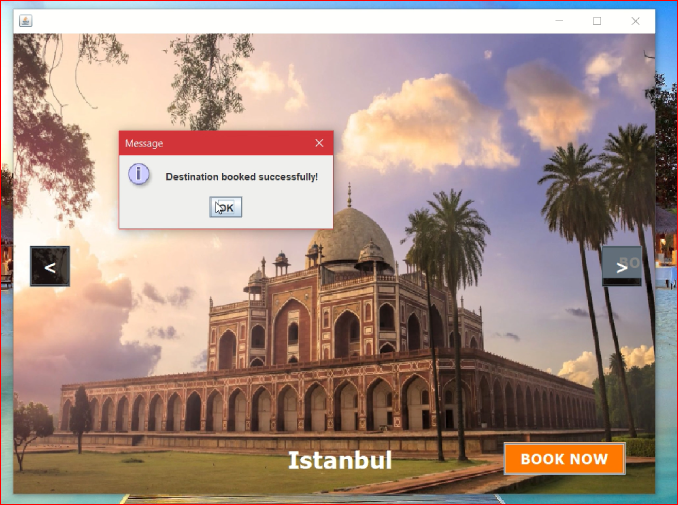 Message
Destination booked successfully!
OK
<
>
Istanbul
BOOK NOW